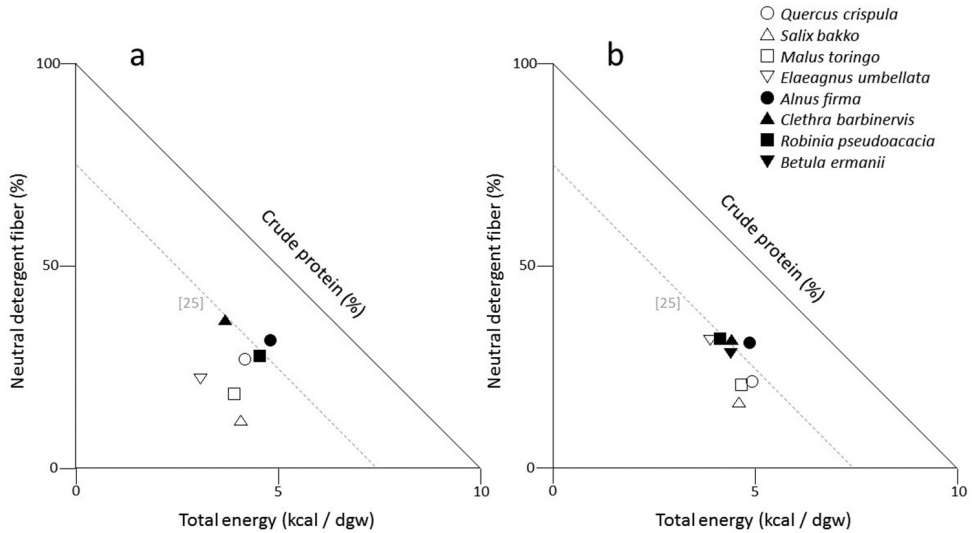 a
100
50
0
0
5
10
Neutral detergent fiber (%)
Total energy (kcal / dgw)
Crude protein (%)
[25]
b
100
50
0
0
5
10
Neutral detergent fiber (%)
Total energy (kcal / dgw)
Crude protein (%)
[25]
Quercus crispula
Salix bakko
Malus toringo
Elaeagnus umbellata
Alnus firma
Clethra barbinervis
Robinia pseudoacacia
Betula ermanii